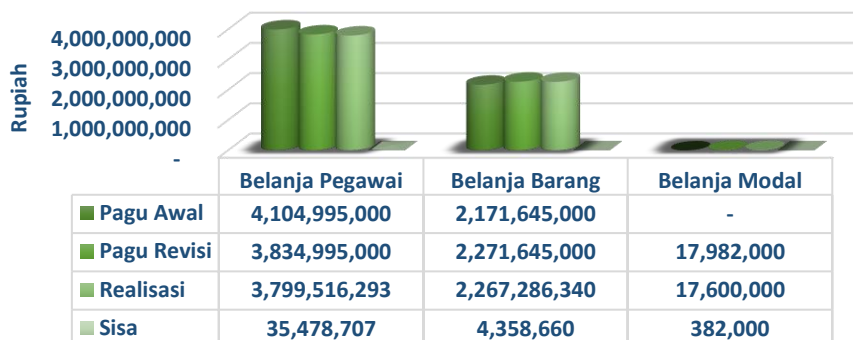 Rupiah
4,000,000,000
3,000,000,000
2,000,000,000
1,000,000,000
-
Belanja Pegawai Belanja Barang Belanja Modal
Pagu Awal 4,104,995,000 2,171,645,000 -
Pagu Revisi 3,834,995,000 2,271,645,000 17,982,000
Realisasi 3,799,516,293 2,267,286,340 17,600,000
Sisa 35,478,707 4,358,660 382,000